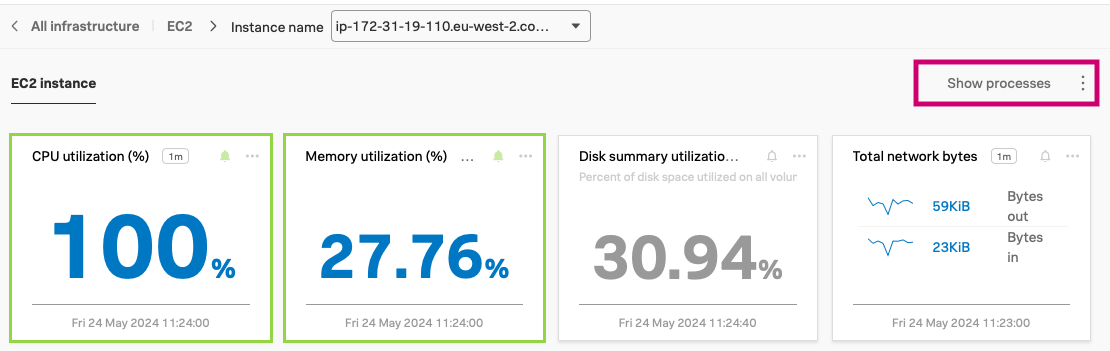 All infrastructure EC2 Instance name ip-172-31-19-110.eu-west-2.co...
EC2 instance Show processes
CPU utilization (%) 1m
100%
Fri 24 May 2024 11:24:00
Memory utilization (%) ...
27.76%
Fri 24 May 2024 11:24:00
Disk summary utilizatio...
Percent of disk space utilized on all volur
30.94%
Fri 24 May 2024 11:24:40
Total network bytes 1m
59KiB Bytes out
23KiB Bytes in
Fri 24 May 2024 11:23:00